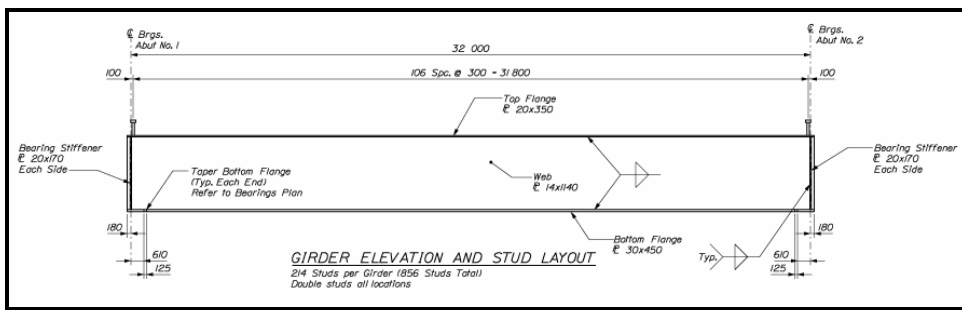 ℄ Brgs.
Abut No. 1
℄ Brgs.
Abut No. 2
32 000
100
106 Spc. @ 300 = 31 800
100
Top Flange
℄ 20x350
Bearing Stiffener
℄ 20x170
Each Side
Taper Bottom Flange
(Typ. Each End)
Refer to Bearings Plan
Web
℄ 14x1140
Bearing Stiffener
℄ 20x170
Each Side
180
610
125
Bottom Flange
℄ 30x450
Typ.
180
610
125
GIRDER ELEVATION AND STUD LAYOUT
214 Studs per Girder (856 Studs Total)
Double studs all locations